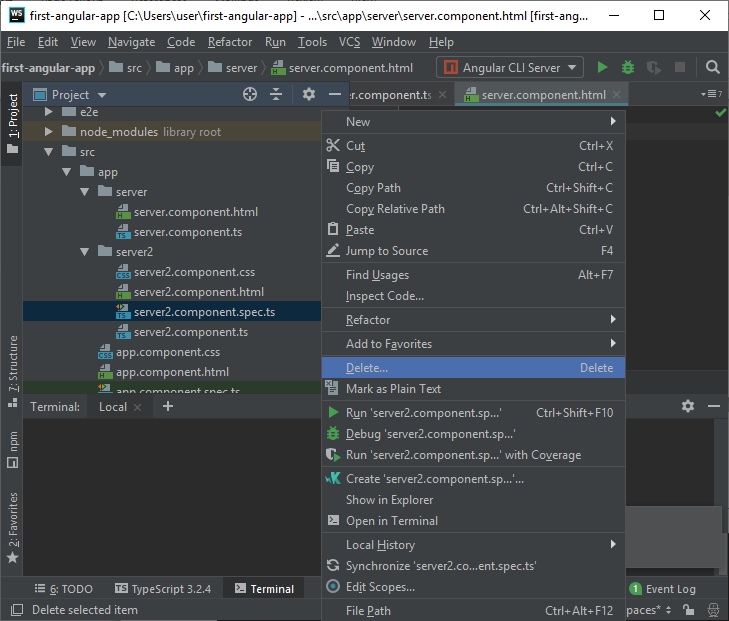 WS first-angular-app [C:\Users\user\first-angular-app] - ...\src\app\server\server.component.html [first-ang...
File Edit View Navigate Code Refactor Run Tools VCS Window Help
first-angular-app src app server server.component.html Angular CLI Server
1: Project
Project
r.component.ts server.component.html 7
e2e
node_modules library root
src
app
server
server.component.html
server.component.ts
server2
server2.component.css
server2.component.html
server2.component.spec.ts
server2.component.ts
app.component.css
app.component.html
app.component.spec.ts
7: Structure
npm
2: Favorites
Terminal: Local
New
Cut Ctrl+X
Copy Ctrl+C
Copy Path Ctrl+Shift+C
Copy Relative Path Ctrl+Alt+Shift+C
Paste Ctrl+V
Jump to Source F4
Find Usages Alt+F7
Inspect Code...
Refactor
Add to Favorites
Delete... Delete
Mark as Plain Text
Run 'server2.component.sp...' Ctrl+Shift+F10
Debug 'server2.component.sp...'
Run 'server2.component.sp...' with Coverage
Create 'server2.component.sp...'...
Show in Explorer
Open in Terminal
Local History
Synchronize 'server2.co...ent.spec.ts'
Edit Scopes...
File Path Ctrl+Alt+F12
6: TODO TypeScript 3.2.4 Terminal 1 Event Log
Delete selected item paces*